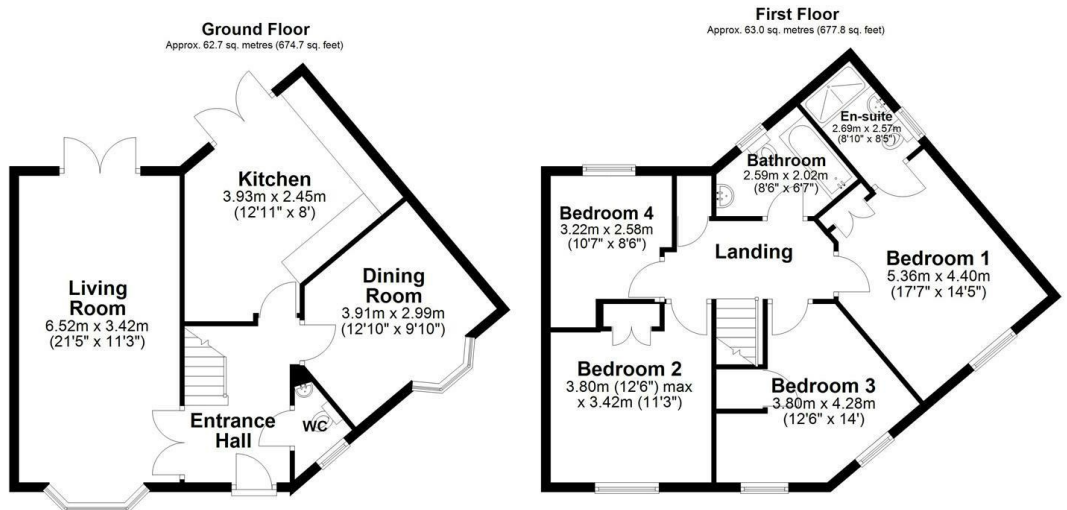 Ground Floor
Approx. 62.7 sq. metres (674.7 sq. feet)
Kitchen
3.93m x 2.45m
(12'11" x 8')
Living
Room
6.52m x 3.42m
(21'5" x 11'3")
Dining
Room
3.91m x 2.99m
(12'10" x 9'10")
Entrance
Hall
WC
First Floor
Approx. 63.0 sq. metres (677.8 sq. feet)
En-suite
2.69m x 2.57m
(8'10" x 8'5")
Bathroom
2.59m x 2.02m
(8'6" x 6'7")
Bedroom 4
3.22m x 2.58m
(10'7" x 8'6")
Landing
Bedroom 1
5.36m x 4.40m
(17'7" x 14'5")
Bedroom 2
3.80m (12'6") max
x 3.42m (11'3")
Bedroom 3
3.80m x 4.28m
(12'6" x 14')